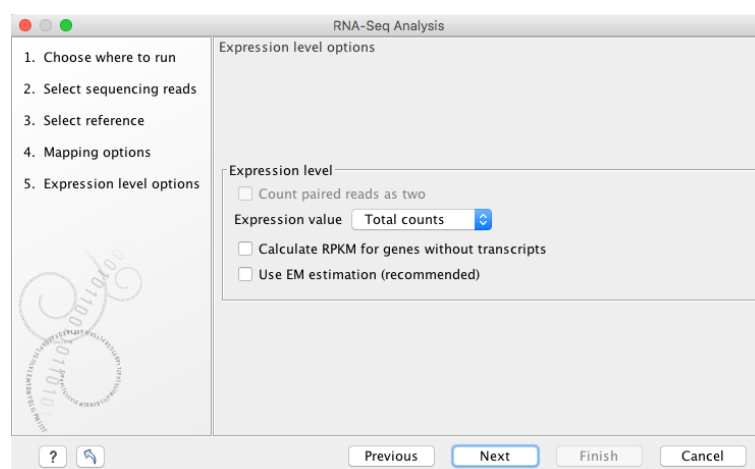 RNA-Seq Analysis
1. Choose where to run
2. Select sequencing reads
3. Select reference
4. Mapping options
5. Expression level options
Expression level options
Expression level
Count paired reads as two
Expression value Total counts
Calculate RPKM for genes without transcripts
Use EM estimation (recommended)
? Previous Next Finish Cancel